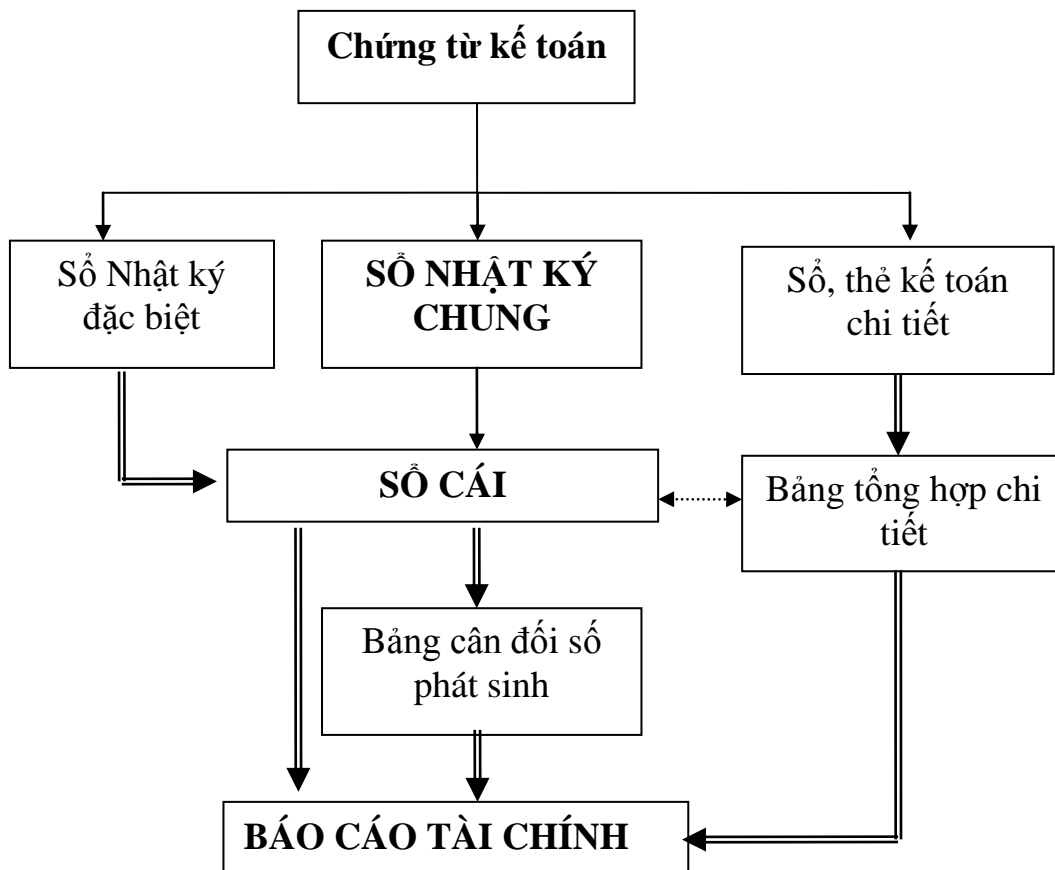 Chứng từ kế toán
Sổ Nhật ký
đặc biệt
SỔ NHẬT KÝ
CHUNG
Sổ, thẻ kế toán
chi tiết
SỔ CÁI
Bảng tổng hợp chi
tiết
Bảng cân đối số
phát sinh
BÁO CÁO TÀI CHÍNH